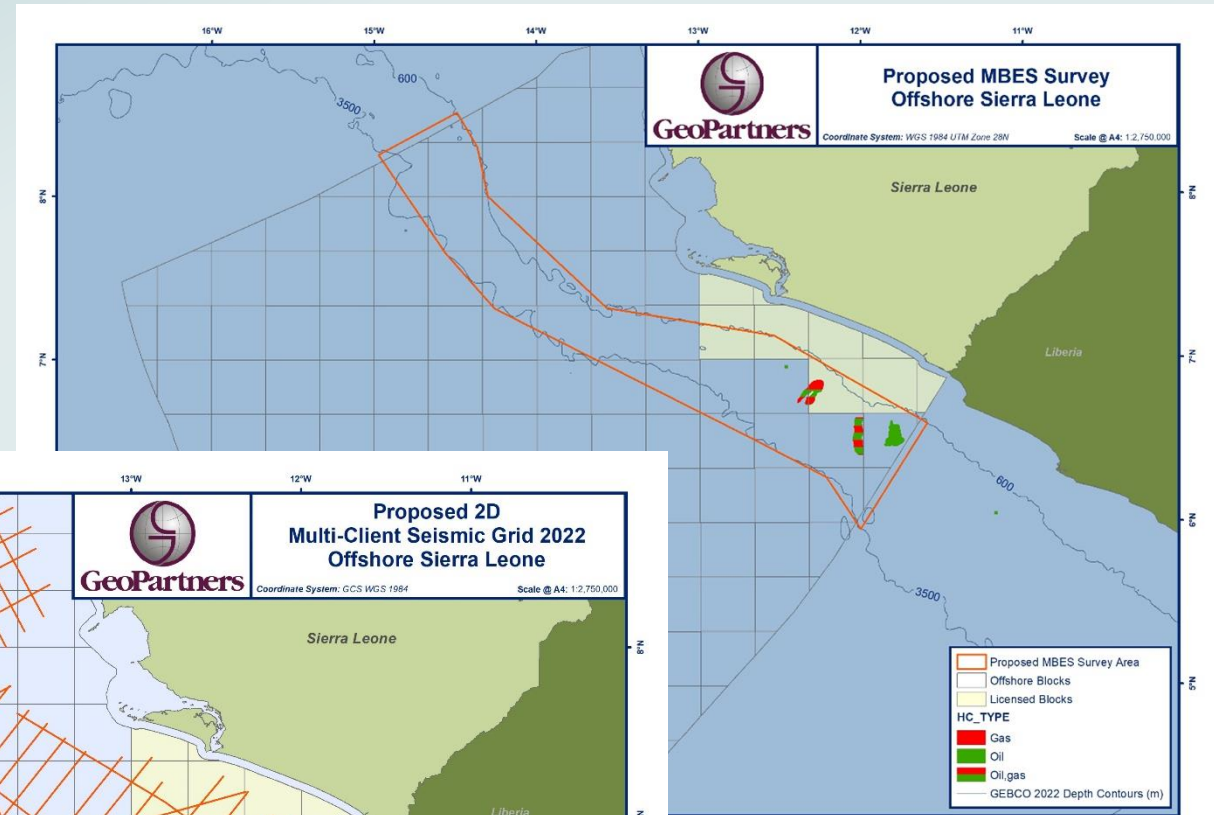 16°W 15°W 14°W 13°W 12°W 11°W
GeoPartners
Proposed MBES Survey
Offshore Sierra Leone
Coordinate System: WGS 1984 UTM Zone 28N
Scale @ A4: 1:2,750,000
600
3500
Sierra Leone
8°N
8°N
Liberia
7°N
7°N
600
6°N
3500
5°N
Proposed MBES Survey Area
Offshore Blocks
Licensed Blocks
HC_TYPE
Gas
Oil
Oil,gas
GEBCO 2022 Depth Contours (m)
13°W 12°W 11°W
GeoPartners
Proposed 2D
Multi-Client Seismic Grid 2022
Offshore Sierra Leone
Coordinate System: GCS WGS 1984
Scale @ A4: 1:2,750,000
Sierra Leone
8°N
Liberia